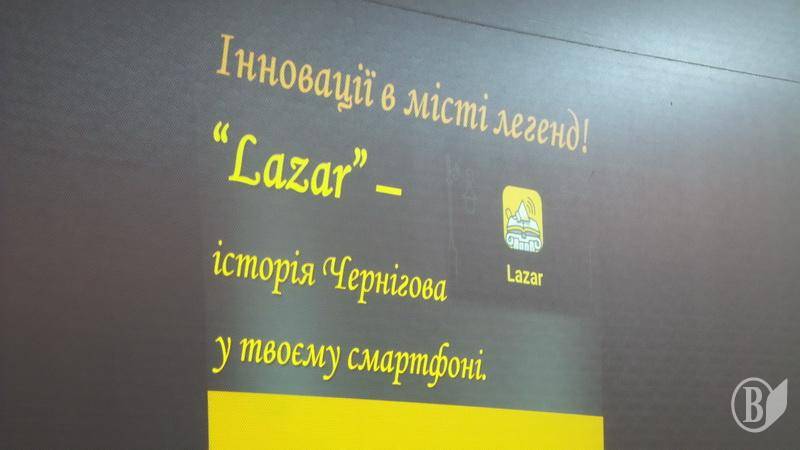 Інновації в місті легенд!
“Lazar” –
Lazar
історія Чернігова
у твоєму смартфоні.
B